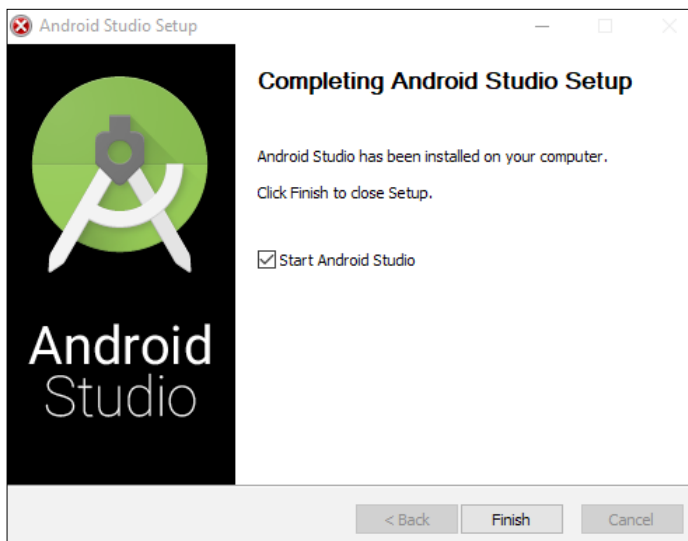 Android Studio Setup
Completing Android Studio Setup
Android Studio has been installed on your computer.
Click Finish to close Setup.
Start Android Studio
Android
Studio
< Back
Finish
Cancel